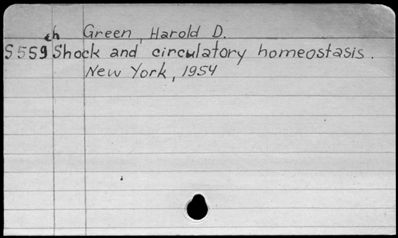 ch Green, Harold D.
S559 Shock and circulatory homeostasis.
New York, 1954